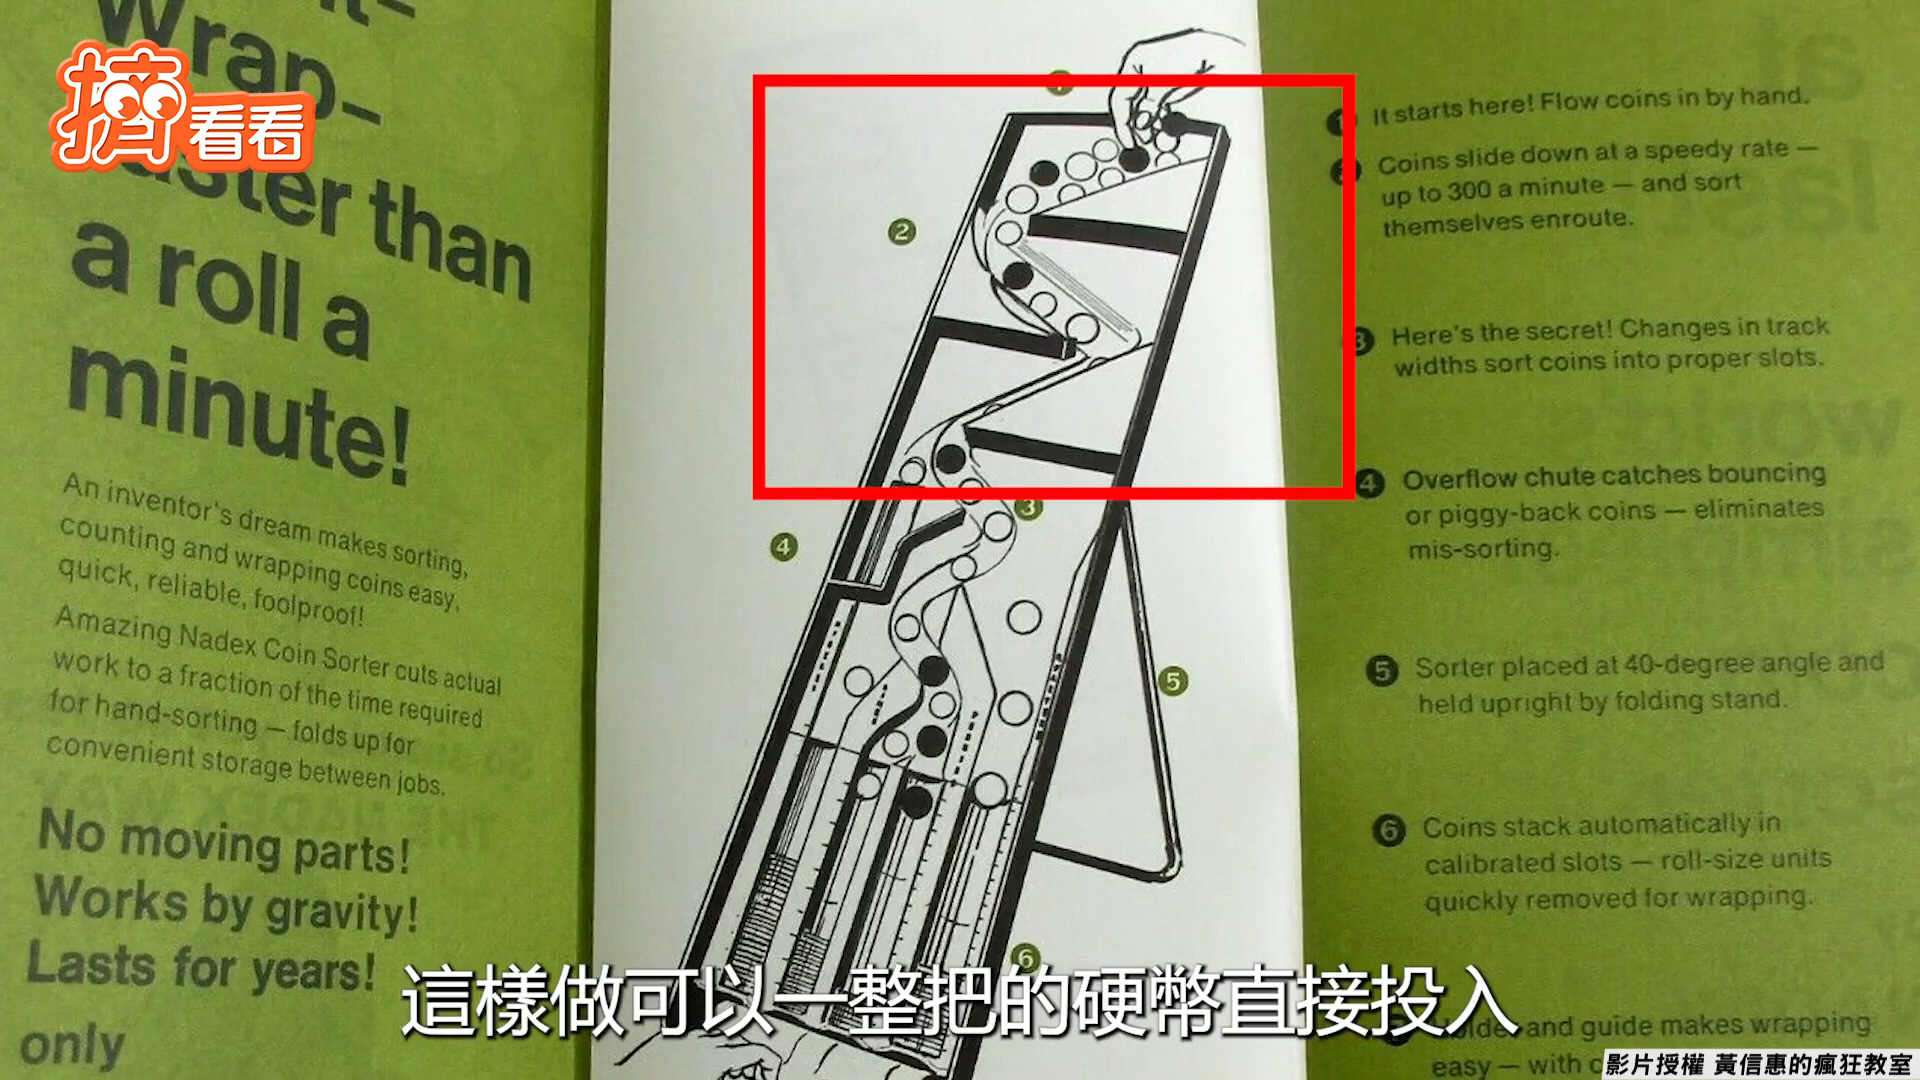 摘看看
Wrap-
faster than
a roll a
minute!
An inventor's dream makes sorting,
counting and wrapping coins easy,
quick, reliable, foolproof!
Amazing Nadex Coin Sorter cuts actual
work to a fraction of the time required
for hand-sorting — folds up for
convenient storage between jobs.
No moving parts!
Works by gravity!
Lasts for years!
only
2
3
4
5
6
1 It starts here! Flow coins in by hand.
2 Coins slide down at a speedy rate —
up to 300 a minute — and sort
themselves enroute.
3 Here's the secret! Changes in track
widths sort coins into proper slots.
4 Overflow chute catches bouncing
or piggy-back coins — eliminates
mis-sorting.
5 Sorter placed at 40-degree angle and
held upright by folding stand.
6 Coins stack automatically in
calibrated slots — roll-size units
quickly removed for wrapping.
and guide makes wrapping
easy — with
這樣做可以一整把的硬幣直接投入
影片授權 黃信惠的瘋狂教室